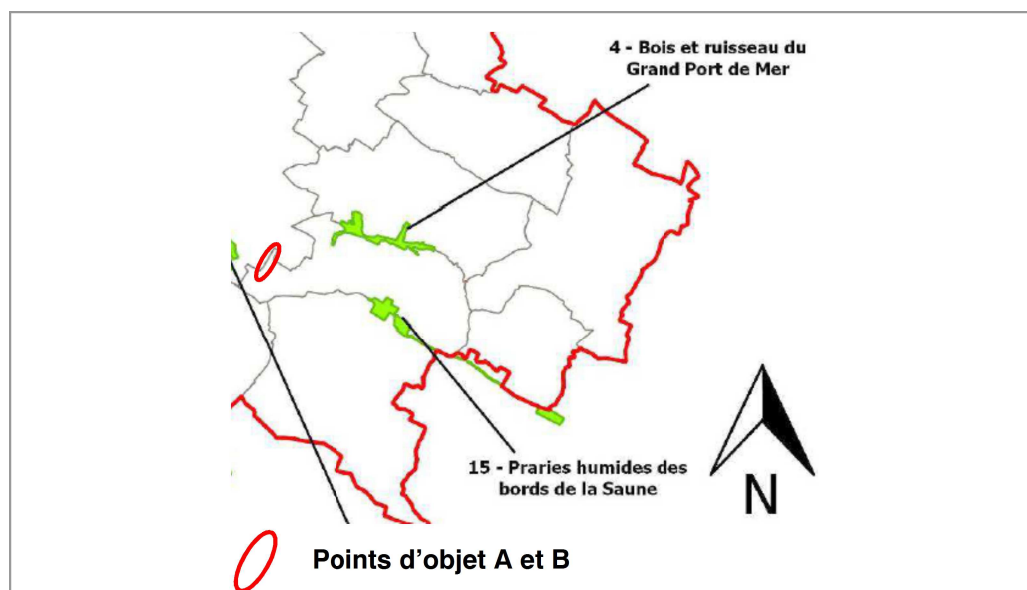 4 - Bois et ruisseau du
Grand Port de Mer
15 - Praries humides des
bords de la Saune
N
Points d'objet A et B